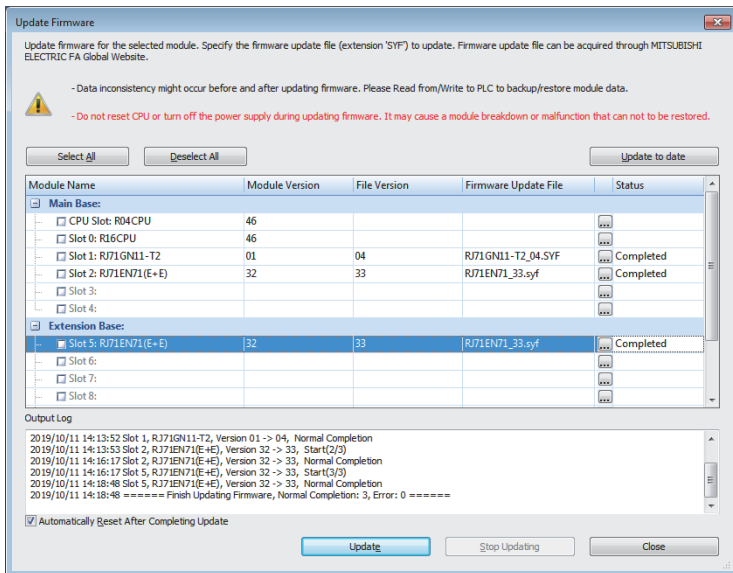 Update Firmware
Update firmware for the selected module. Specify the firmware update file (extension 'SYF') to update. Firmware update file can be acquired through MITSUBISHI
ELECTRIC FA Global Website.
- Data inconsistency might occur before and after updating firmware. Please Read from/Write to PLC to backup/restore module data.
- Do not reset CPU or turn off the power supply during updating firmware. It may cause a module breakdown or malfunction that can not to be restored.
Select All Deselect All Update to date
Module Name Module Version File Version Firmware Update File Status
Main Base:
CPU Slot: R04CPU 46 ...
Slot 0: R16CPU 46 ...
Slot 1: RJ71GN11-T2 01 04 RJ71GN11-T2_04.SYF ... Completed
Slot 2: RJ71EN71(E+E) 32 33 RJ71EN71_33.syf ... Completed
Slot 3: ...
Slot 4: ...
Extension Base:
Slot 5: RJ71EN71(E+E) 32 33 RJ71EN71_33.syf ... Completed
Slot 6: ...
Slot 7: ...
Slot 8: ...
Output Log
2019/10/11 14:13:52 Slot 1, RJ71GN11-T2, Version 01 -> 04, Normal Completion
2019/10/11 14:13:53 Slot 2, RJ71EN71(E+E), Version 32 -> 33, Start(2/3)
2019/10/11 14:16:17 Slot 2, RJ71EN71(E+E), Version 32 -> 33, Normal Completion
2019/10/11 14:16:17 Slot 5, RJ71EN71(E+E), Version 32 -> 33, Start(3/3)
2019/10/11 14:18:48 Slot 5, RJ71EN71(E+E), Version 32 -> 33, Normal Completion
2019/10/11 14:18:48 ====== Finish Updating Firmware, Normal Completion: 3, Error: 0 ======
Automatically Reset After Completing Update
Update Stop Updating Close